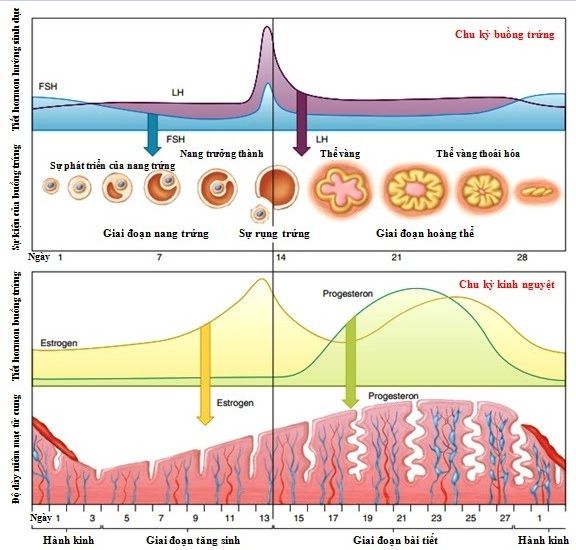 Tiết hormon hướng sinh dục
Chu kỳ buồng trứng
FSH
LH
FSH
LH
Sự kiện của buồng trứng
Nang trưởng thành
Thể vàng
Sự phát triển của nang trứng
Thể vàng thoái hóa
Giai đoạn nang trứng
Sự rụng trứng
Giai đoạn hoàng thể
Ngày 1 7 14 21 28
Tiết hormon buồng trứng
Chu kỳ kinh nguyệt
Progesteron
Estrogen
Estrogen
Progesteron
Độ dày niêm mạc tử cung
Ngày 1 3 5 7 9 11 13 15 17 19 21 23 25 27 1
Hành kinh
Giai đoạn tăng sinh
Giai đoạn bài tiết
Hành kinh